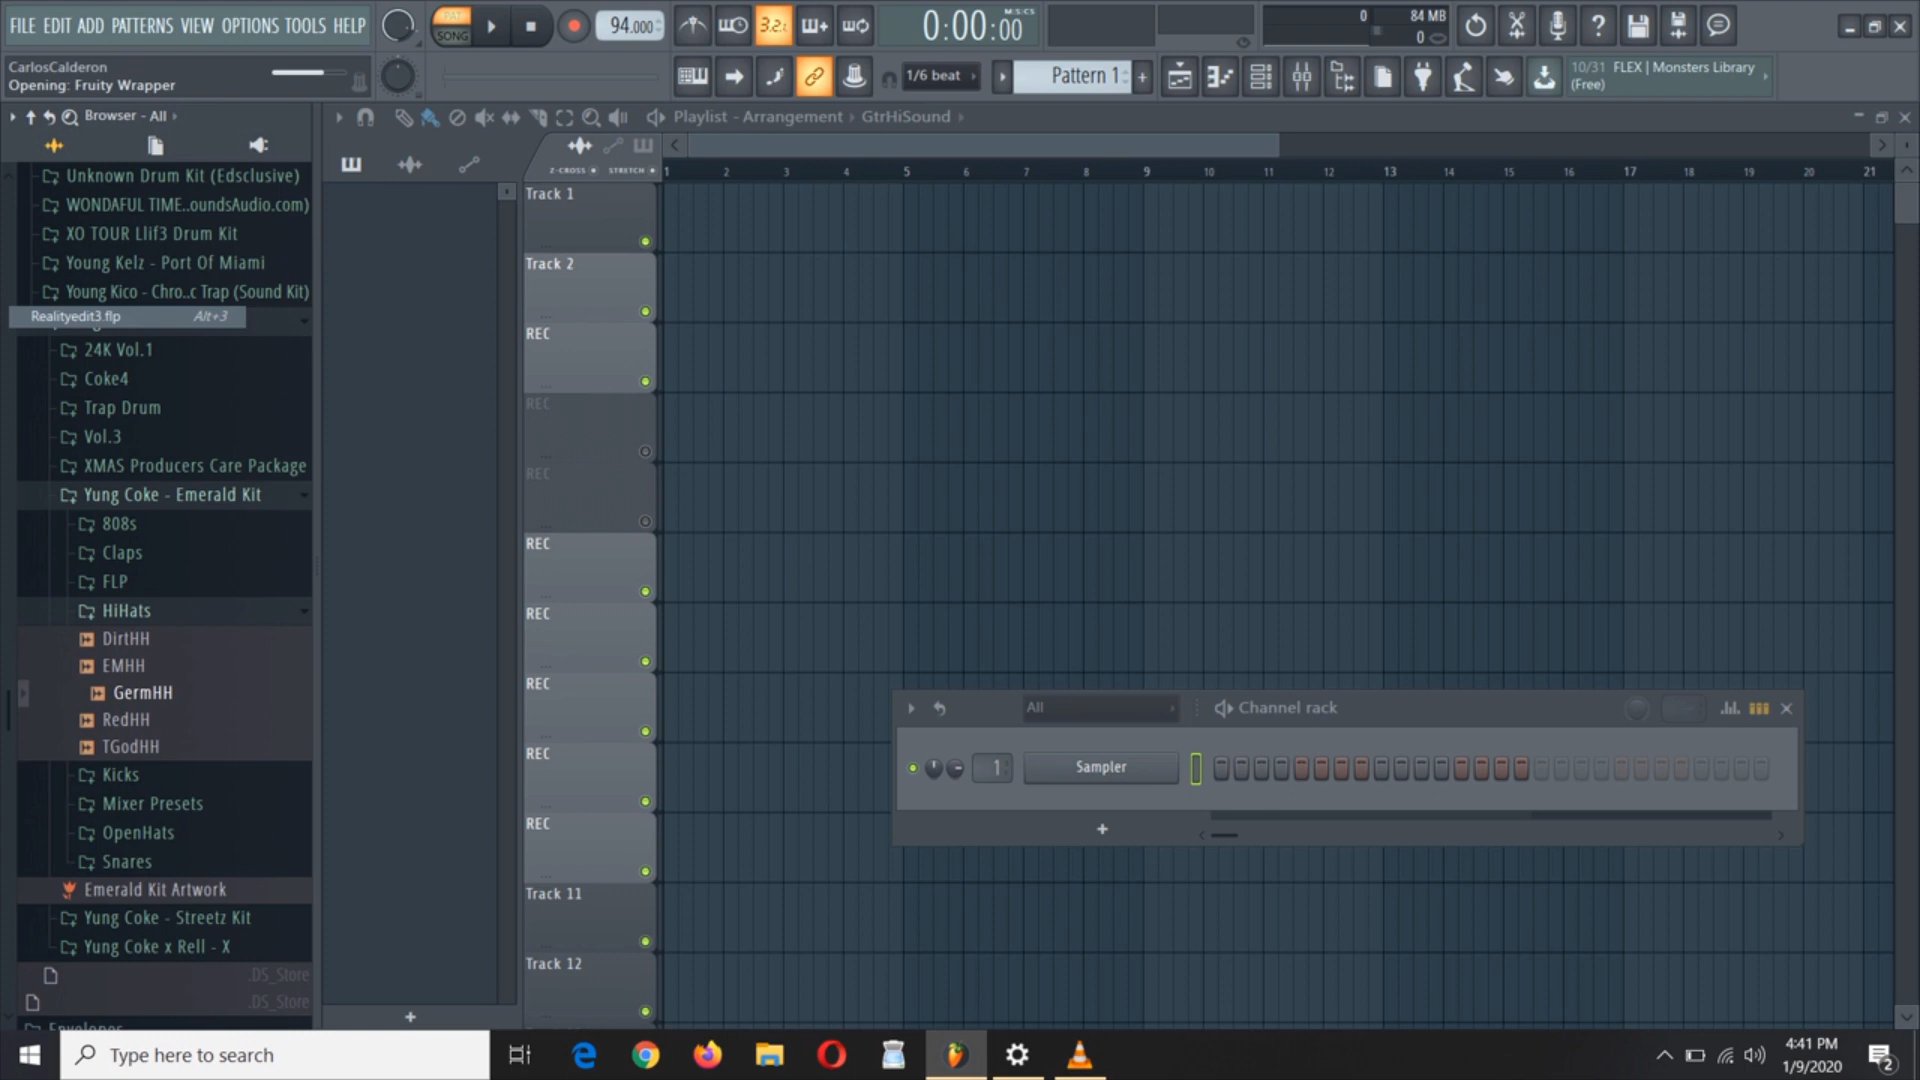 FILE EDIT ADD PATTERNS VIEW OPTIONS TOOLS HELP
PAT
SONG
94.000
3.2.
0:00:00
M:S:CS
0
84 MB
0
CarlosCalderon
Opening: Fruity Wrapper
1/6 beat
Pattern 1
10/31 FLEX | Monsters Library
(Free)
Browser - All
Playlist - Arrangement › GtrHiSound
Z-CROSS
STRETCH
1 2 3 4 5 6 7 8 9 10 11 12 13 14 15 16 17 18 19 20 21
Unknown Drum Kit (Edsclusive)
WONDAFUL TIME..oundsAudio.com)
XO TOUR Llif3 Drum Kit
Young Kelz - Port Of Miami
Young Kico - Chro..c Trap (Sound Kit)
Realityedit3.flp Alt+3
24K Vol.1
Coke4
Trap Drum
Vol.3
XMAS Producers Care Package
Yung Coke - Emerald Kit
808s
Claps
FLP
HiHats
DirtHH
EMHH
GermHH
RedHH
TGodHH
Kicks
Mixer Presets
OpenHats
Snares
Emerald Kit Artwork
Yung Coke - Streetz Kit
Yung Coke x Rell - X
.DS_Store
.DS_Store
Envelopes
Track 1
Track 2
REC
REC
REC
REC
REC
REC
REC
REC
Track 11
Track 12
All
Channel rack
1
Sampler
Type here to search
4:41 PM
1/9/2020
2